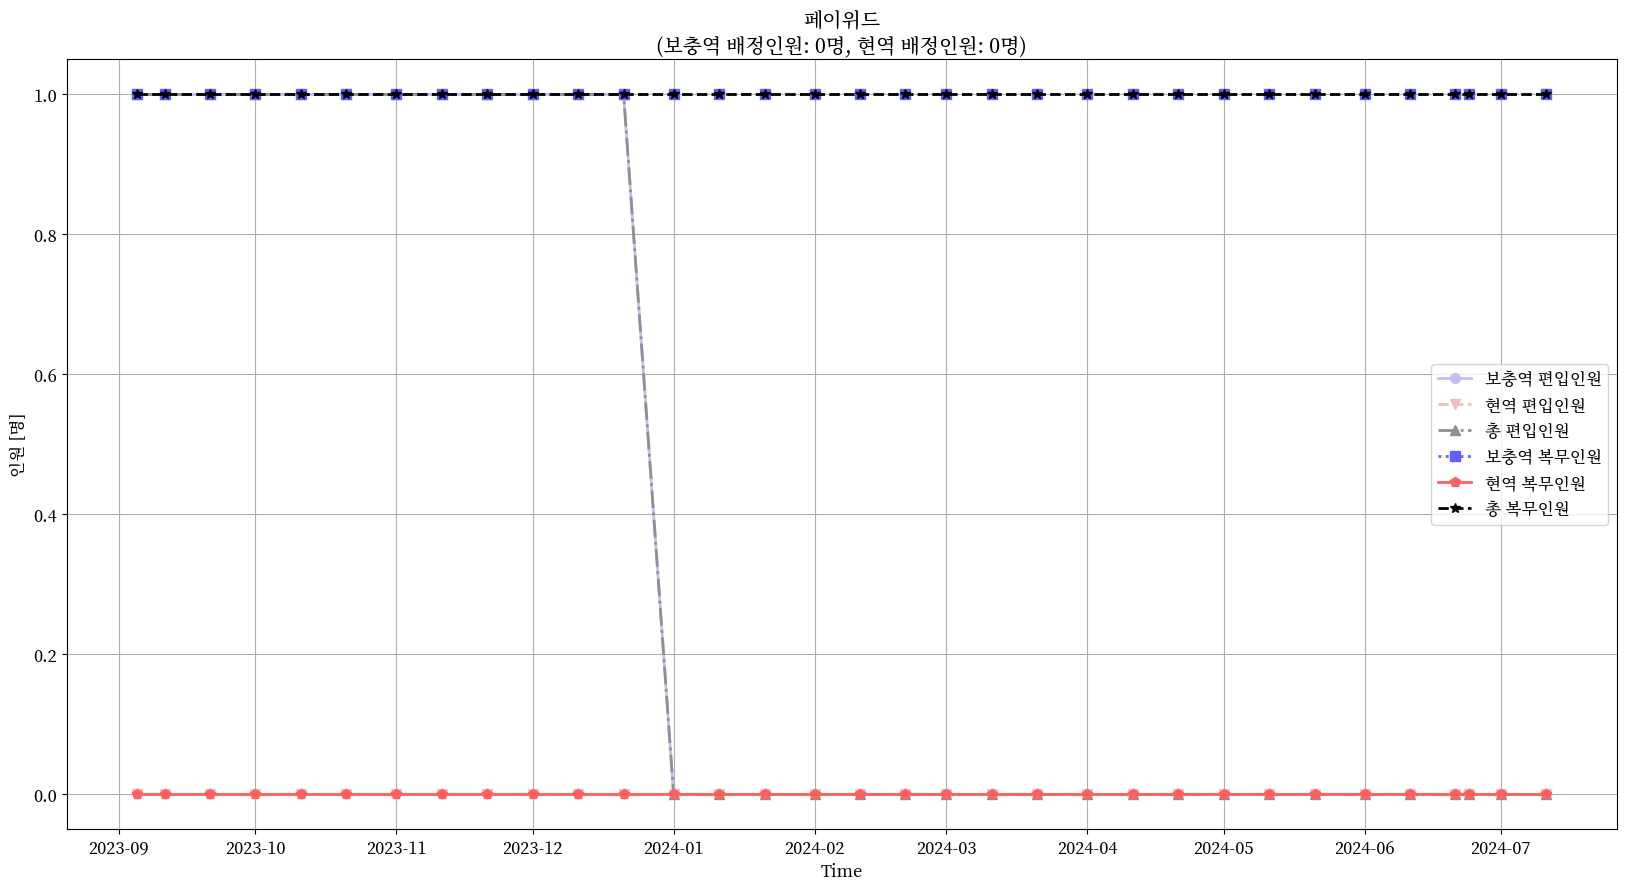 페이위드
(보충역 배정인원: 0명, 현역 배정인원: 0명)
인원 [명]
1.0
0.8
0.6
0.4
0.2
0.0
보충역 편입인원
현역 편입인원
총 편입인원
보충역 복무인원
현역 복무인원
총 복무인원
2023-09 2023-10 2023-11 2023-12 2024-01 2024-02 2024-03 2024-04 2024-05 2024-06 2024-07
Time